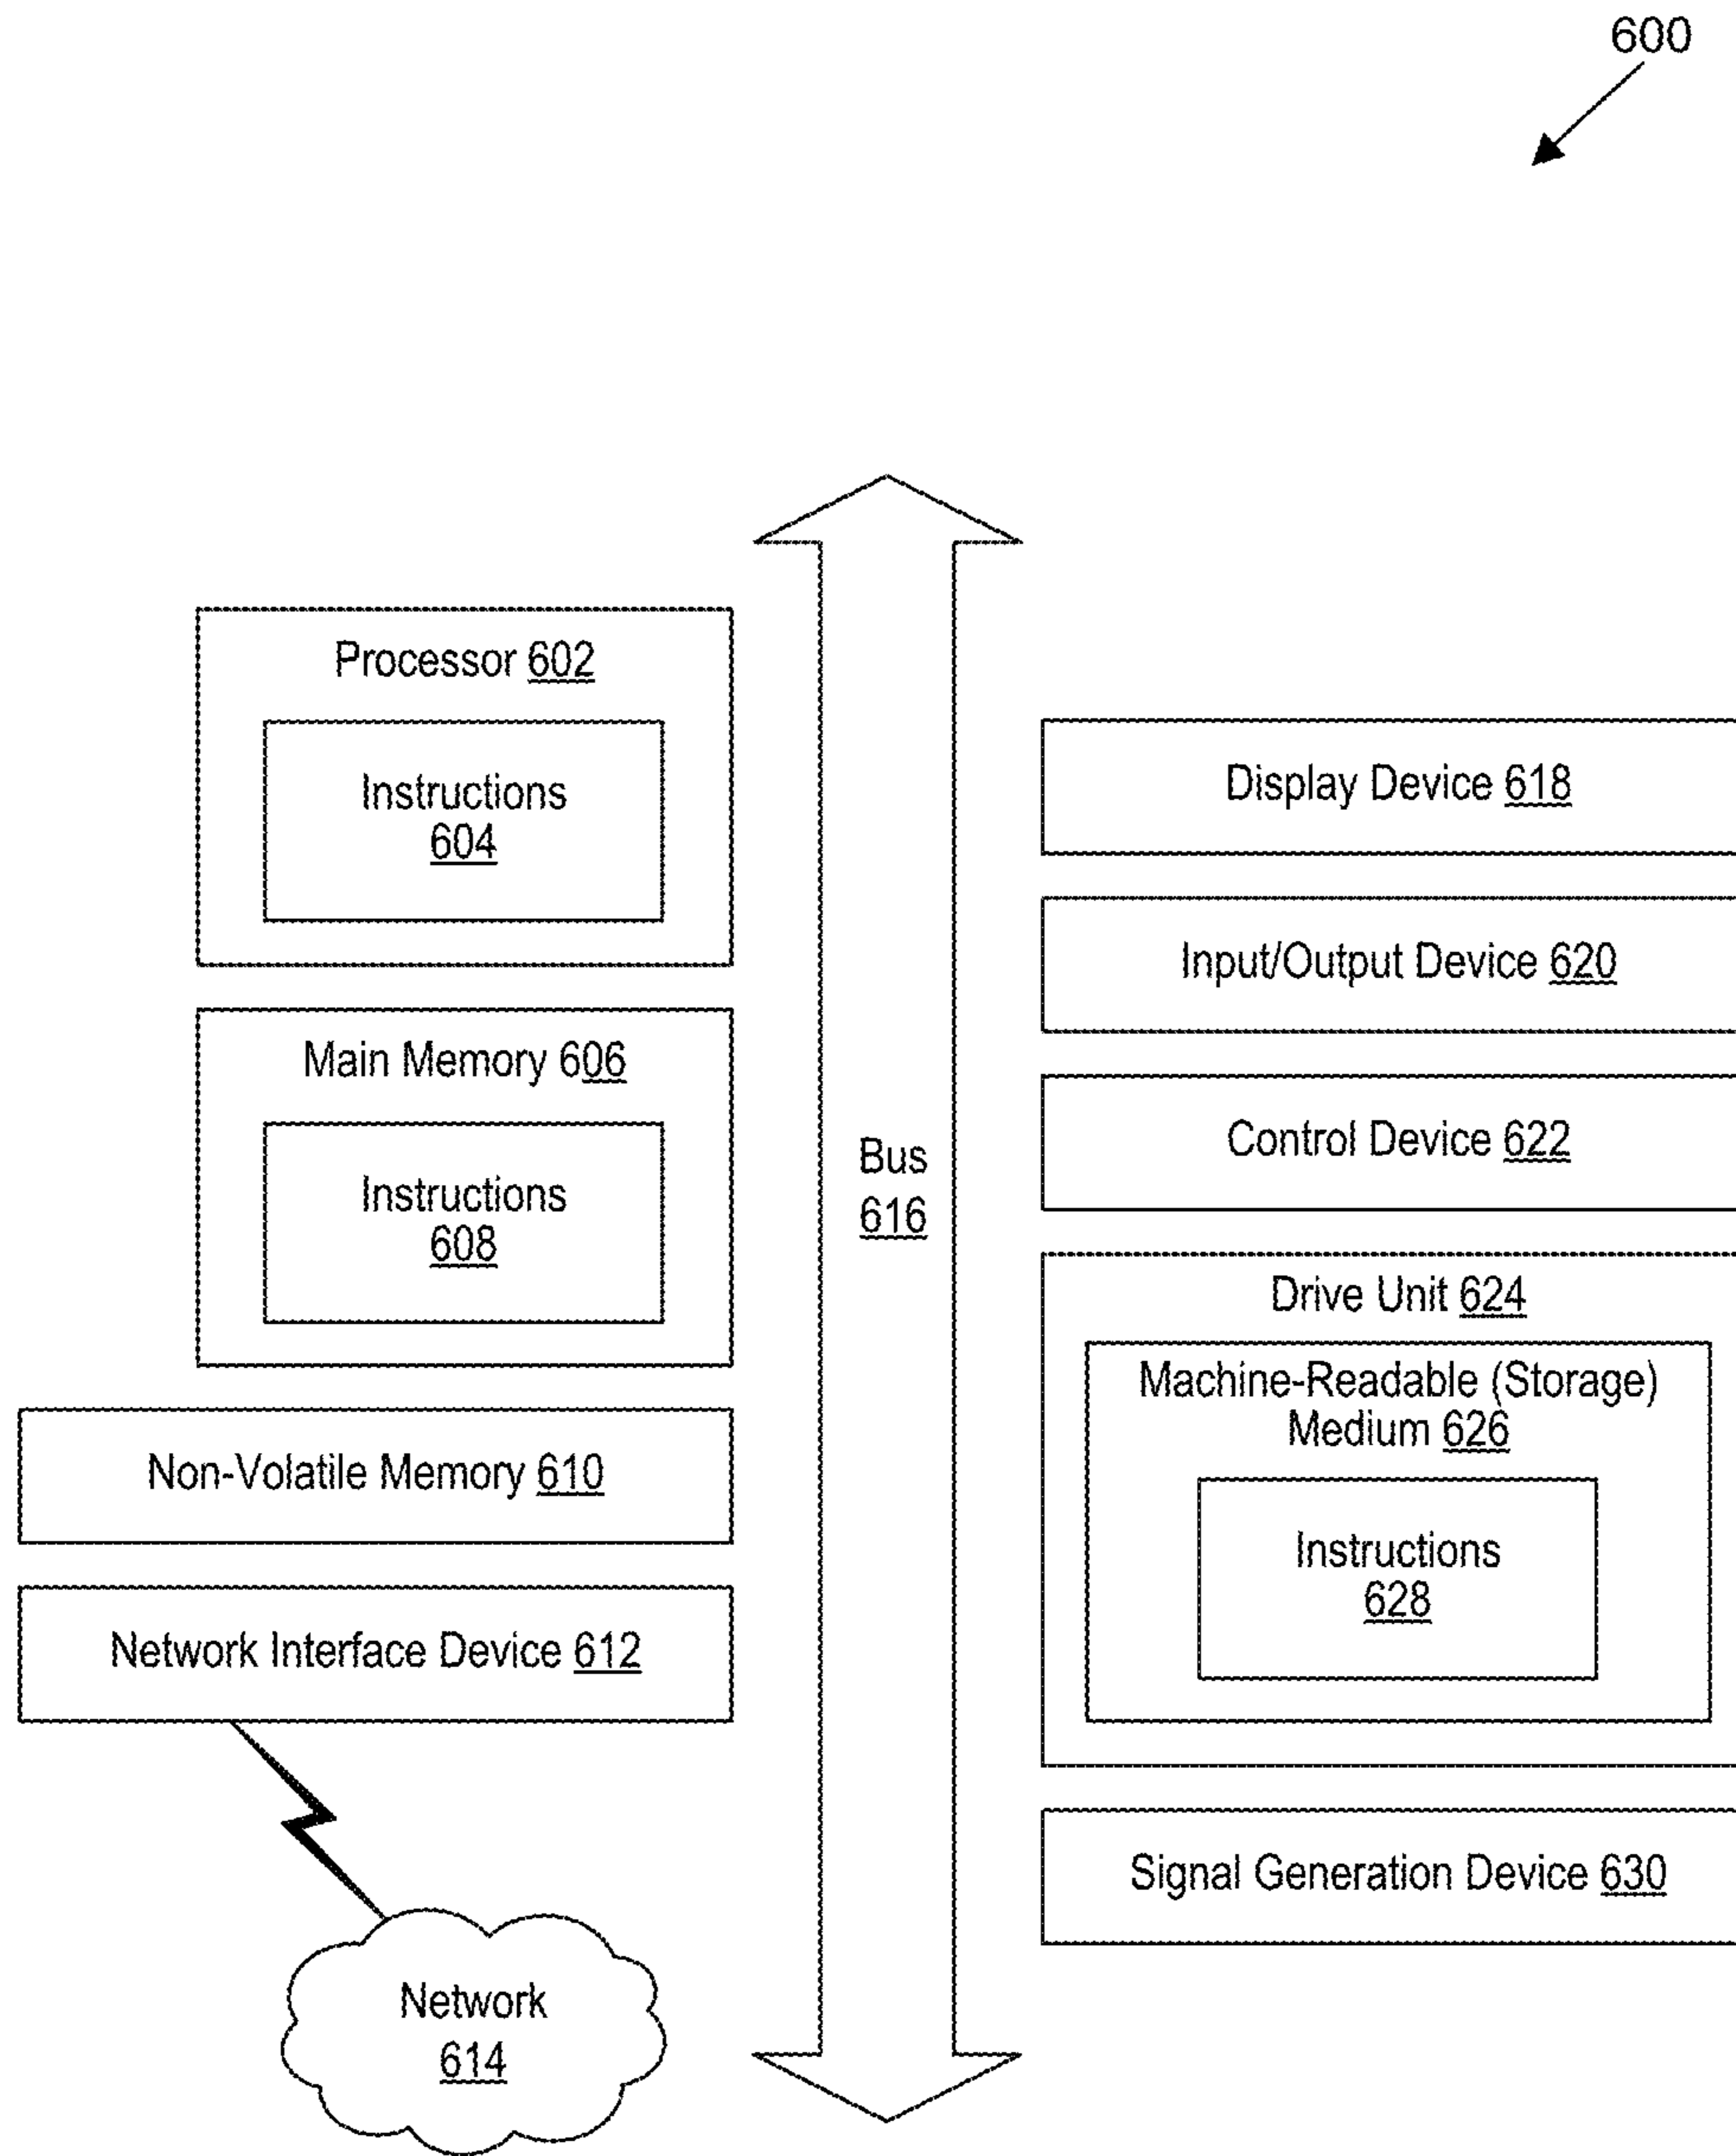 600
Processor 602
Instructions
604
Main Memory 606
Instructions
608
Non-Volatile Memory 610
Network Interface Device 612
Network
614
Bus
616
Display Device 618
Input/Output Device 620
Control Device 622
Drive Unit 624
Machine-Readable (Storage)
Medium 626
Instructions
628
Signal Generation Device 630